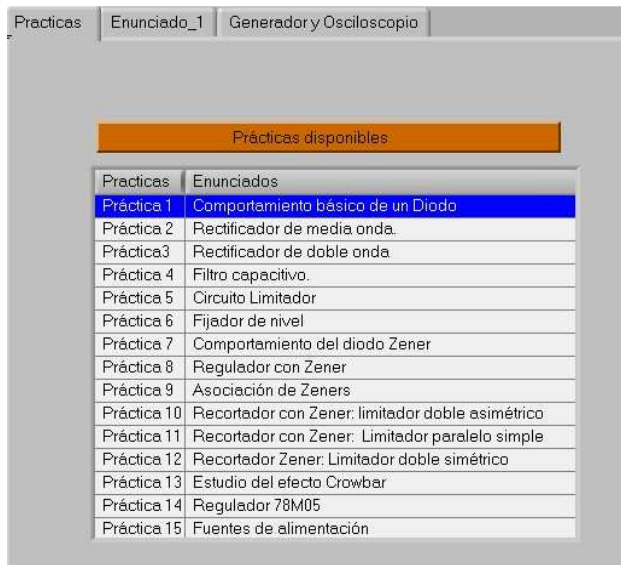 Practicas Enunciado_1 Generador y Osciloscopio
Prácticas disponibles
Practicas Enunciados
Práctica 1 Comportamiento básico de un Diodo
Práctica 2 Rectificador de media onda.
Práctica3 Rectificador de doble onda
Práctica 4 Filtro capacitivo.
Práctica 5 Circuito Limitador
Práctica 6 Fijador de nivel
Práctica 7 Comportamiento del diodo Zener
Práctica 8 Regulador con Zener
Práctica 9 Asociación de Zeners
Práctica 10 Recortador con Zener: limitador doble asimétrico
Práctica 11 Recortador con Zener: Limitador paralelo simple
Práctica 12 Recortador Zener: Limitador doble simétrico
Práctica 13 Estudio del efecto Crowbar
Práctica 14 Regulador 78M05
Práctica 15 Fuentes de alimentación